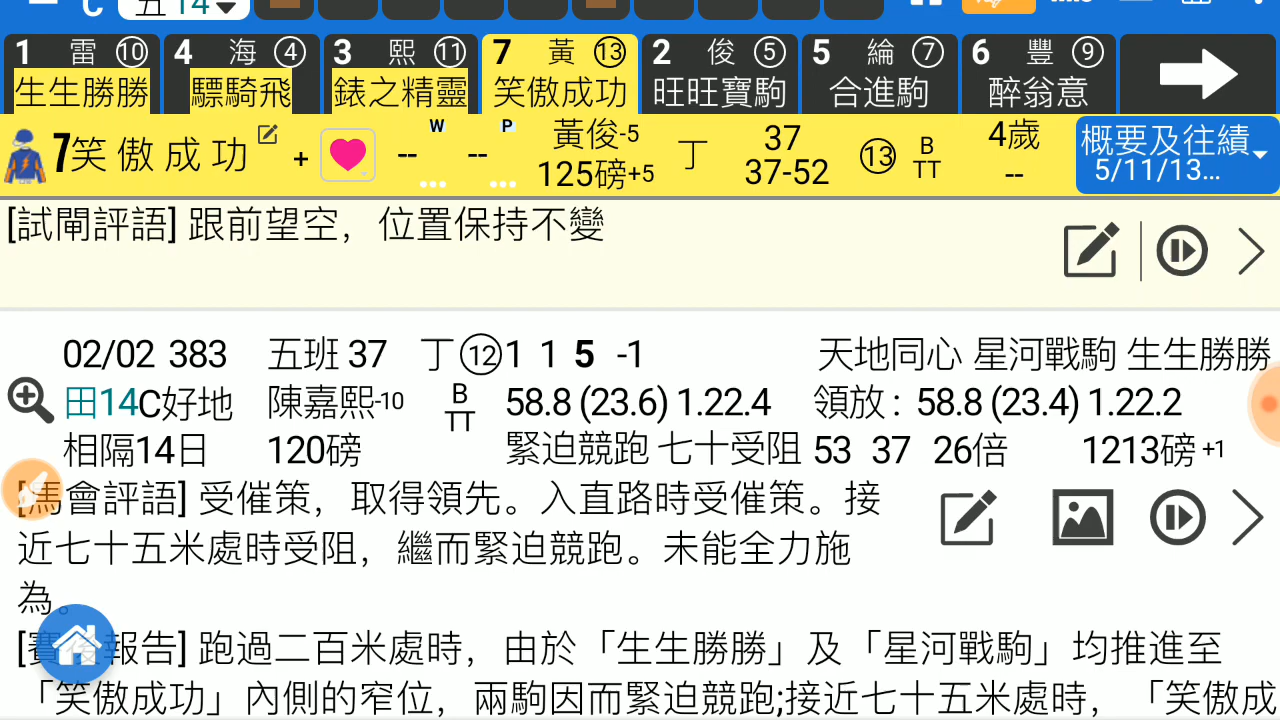 五 14
1 雷 ⑩ 4 海 ④ 3 熙 ⑪ 7 黃 ⑬ 2 俊 ⑤ 5 綸 ⑦ 6 豐 ⑨
生生勝勝 驃騎飛 錶之精靈 笑傲成功 旺旺寶駒 合進駒 醉翁意
7笑傲成功 + -- W -- P 黃俊-5 丁 37 ⑬ B 4歲 概要及往績
125磅+5 37-52 TT -- 5/11/13...
[試閘評語] 跟前望空，位置保持不變
02/02 383 五班 37 丁⑫1 1 5 -1 天地同心 星河戰駒 生生勝勝
田14C好地 陳嘉熙-10 B TT 58.8 (23.6) 1.22.4 領放 : 58.8 (23.4) 1.22.2
相隔14日 120磅 緊迫競跑 七十受阻 53 37 26倍 1213磅 +1
[馬會評語] 受催策，取得領先。入直路時受催策。接
近七十五米處時受阻，繼而緊迫競跑。未能全力施
為。
[賽後報告] 跑過二百米處時，由於「生生勝勝」及「星河戰駒」均推進至
「笑傲成功」內側的窄位，兩駒因而緊迫競跑;接近七十五米處時，「笑傲成